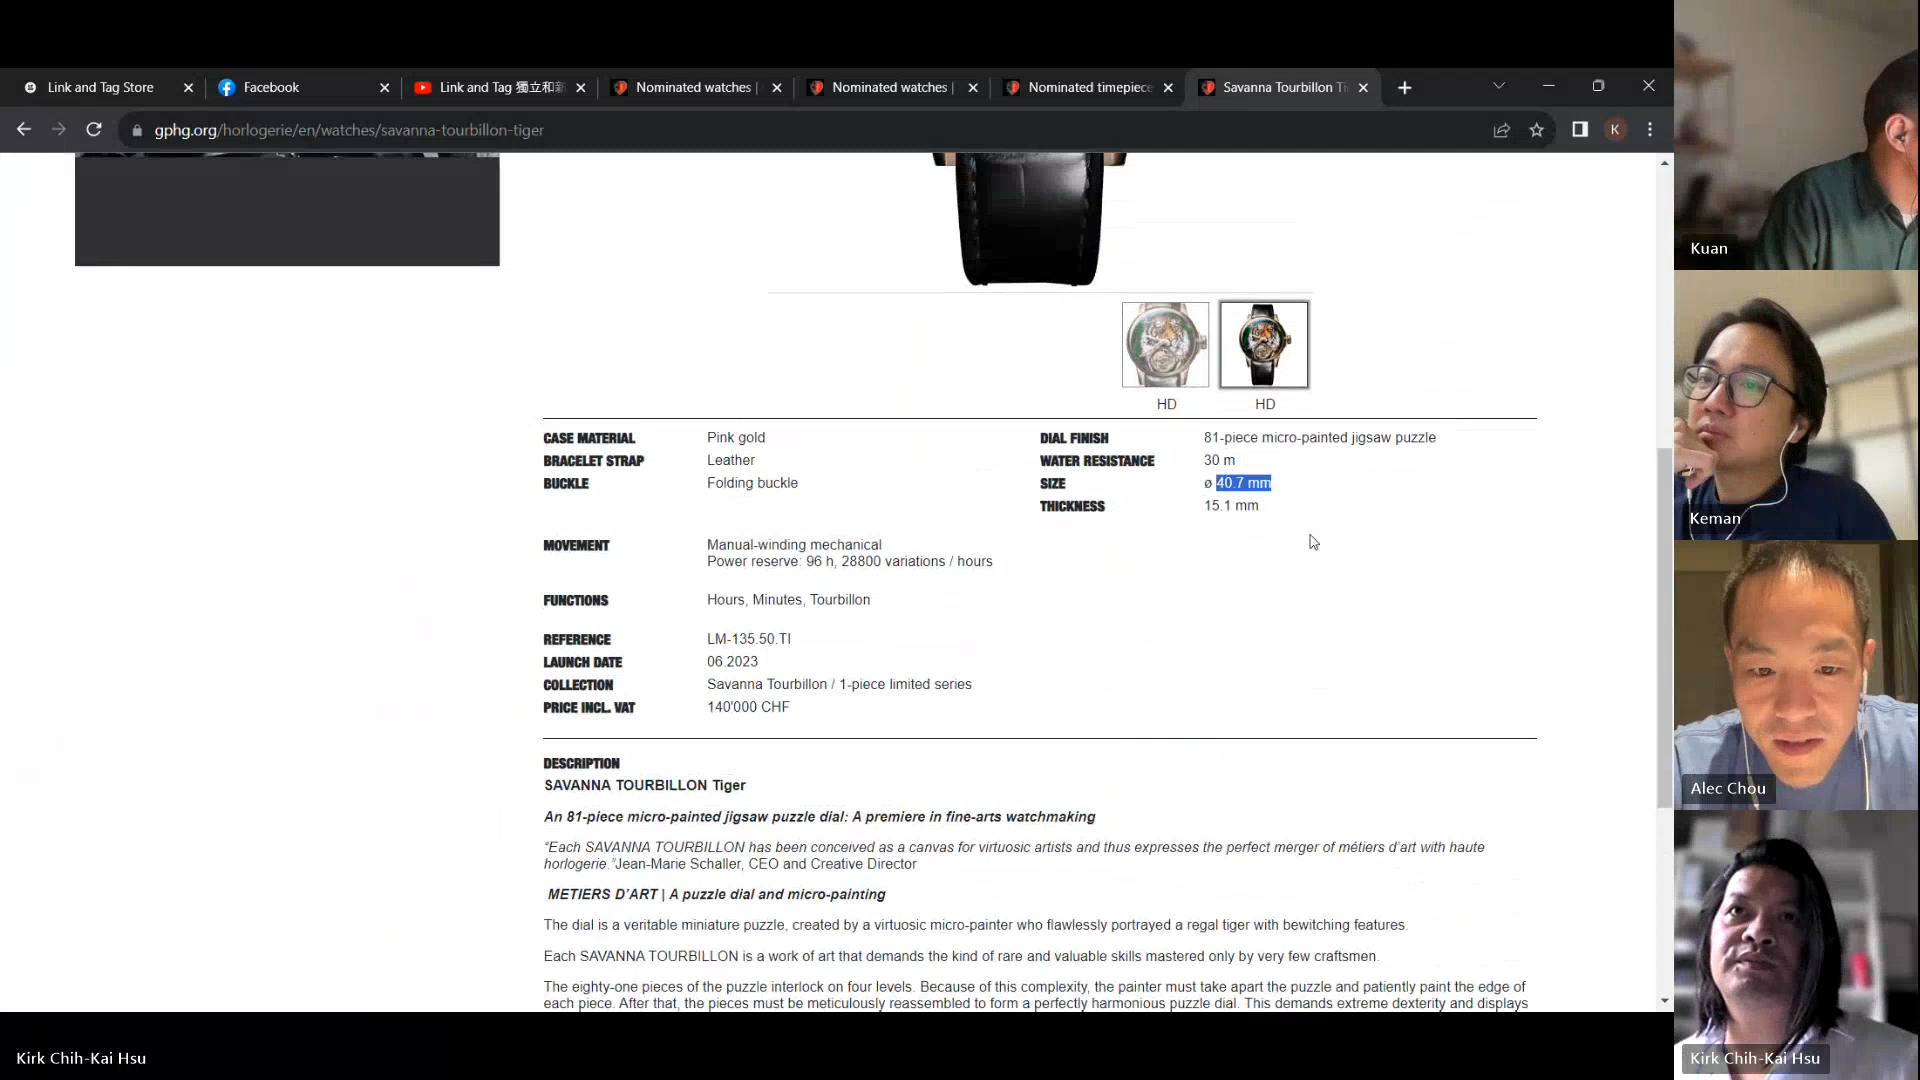 Link and Tag Store
Facebook
Link and Tag 獨立和
Nominated watches |
Nominated watches |
Nominated timepiece
Savanna Tourbillon Ti
gphg.org/horlogerie/en/watches/savanna-tourbillon-tiger
K
HD
HD
CASE MATERIAL Pink gold
BRACELET STRAP Leather
BUCKLE Folding buckle
DIAL FINISH 81-piece micro-painted jigsaw puzzle
WATER RESISTANCE 30 m
SIZE ø 40.7 mm
THICKNESS 15.1 mm
MOVEMENT Manual-winding mechanical
Power reserve: 96 h, 28800 variations / hours
FUNCTIONS Hours, Minutes, Tourbillon
REFERENCE LM-135.50.TI
LAUNCH DATE 06.2023
COLLECTION Savanna Tourbillon / 1-piece limited series
PRICE INCL. VAT 140'000 CHF
DESCRIPTION
SAVANNA TOURBILLON Tiger
An 81-piece micro-painted jigsaw puzzle dial: A premiere in fine-arts watchmaking
“Each SAVANNA TOURBILLON has been conceived as a canvas for virtuosic artists and thus expresses the perfect merger of métiers d’art with haute
horlogerie.”Jean-Marie Schaller, CEO and Creative Director
METIERS D’ART | A puzzle dial and micro-painting
The dial is a veritable miniature puzzle, created by a virtuosic micro-painter who flawlessly portrayed a regal tiger with bewitching features.
Each SAVANNA TOURBILLON is a work of art that demands the kind of rare and valuable skills mastered only by very few craftsmen.
The eighty-one pieces of the puzzle interlock on four levels. Because of this complexity, the painter must take apart the puzzle and patiently paint the edge of
each piece. After that, the pieces must be meticulously reassembled to form a perfectly harmonious puzzle dial. This demands extreme dexterity and displays
Kirk Chih-Kai Hsu
Kuan
Keman
Alec Chou
Kirk Chih-Kai Hsu